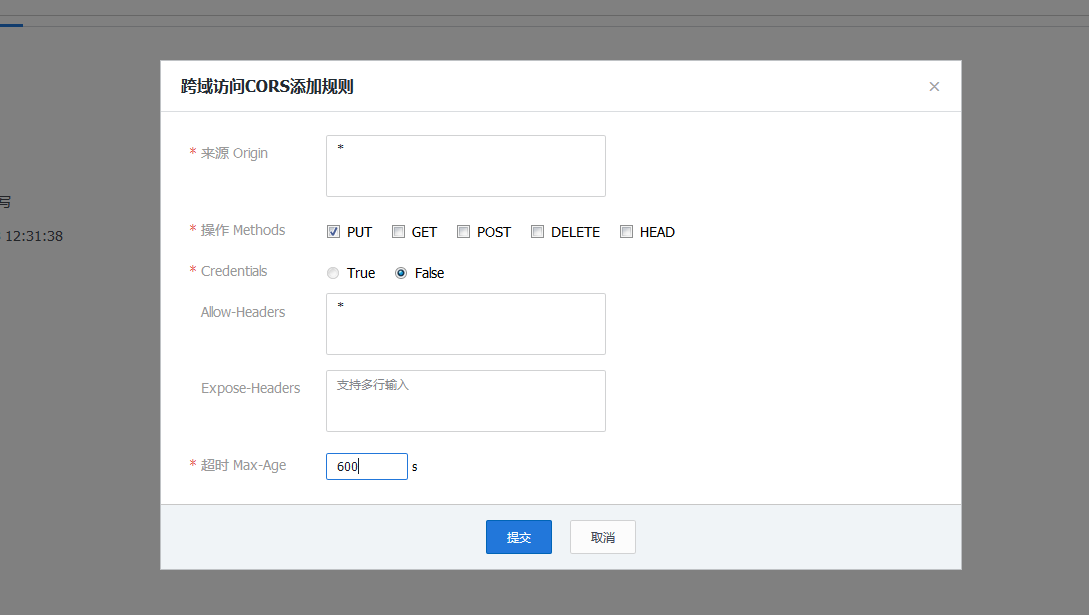 跨域访问CORS添加规则
×
* 来源 Origin
*
写
* 操作 Methods
PUT GET POST DELETE HEAD
12:31:38
* Credentials
True False
Allow-Headers
*
Expose-Headers
支持多行输入
* 超时 Max-Age
600 s
提交 取消